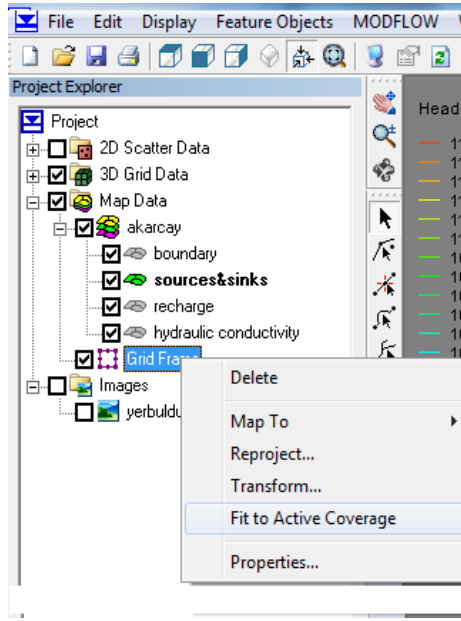 File Edit Display Feature Objects MODFLOW
Project Explorer
Project
2D Scatter Data
3D Grid Data
Map Data
akarcay
boundary
sources&sinks
recharge
hydraulic conductivity
Grid Frame
Images
Head
Delete
Map To
Reproject...
Transform...
Fit to Active Coverage
Properties...